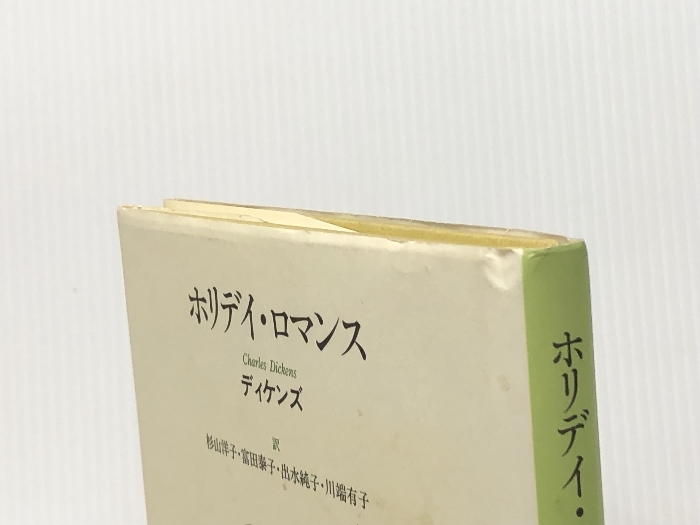 ホリデイ・ロマンス
Charles Dickens
ディケンズ
訳
杉山洋子・富田泰子・出水純子・川端有子
ホリデイ・